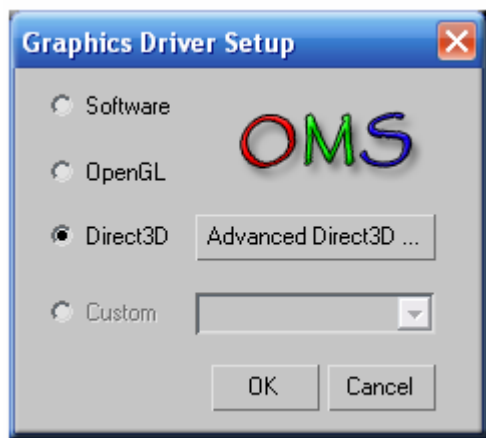 Graphics Driver Setup
Software
OMS
OpenGL
Direct3D
Advanced Direct3D ...
Custom
OK
Cancel